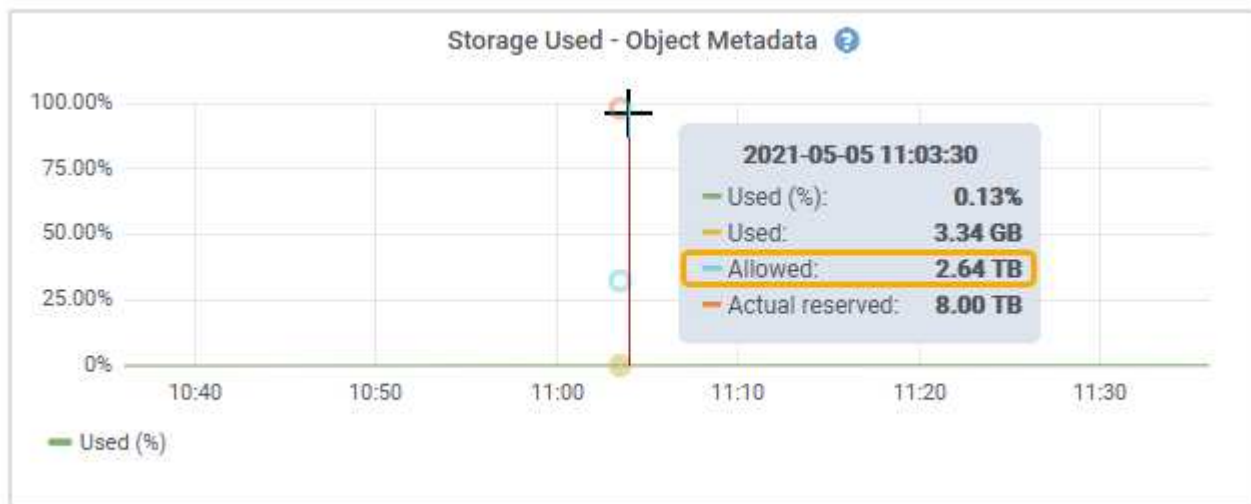 Storage Used - Object Metadata ?
100.00%
75.00%
50.00%
25.00%
0%
2021-05-05 11:03:30
Used (%): 0.13%
Used: 3.34 GB
Allowed: 2.64 TB
Actual reserved: 8.00 TB
10:40 10:50 11:00 11:10 11:20 11:30
Used (%)